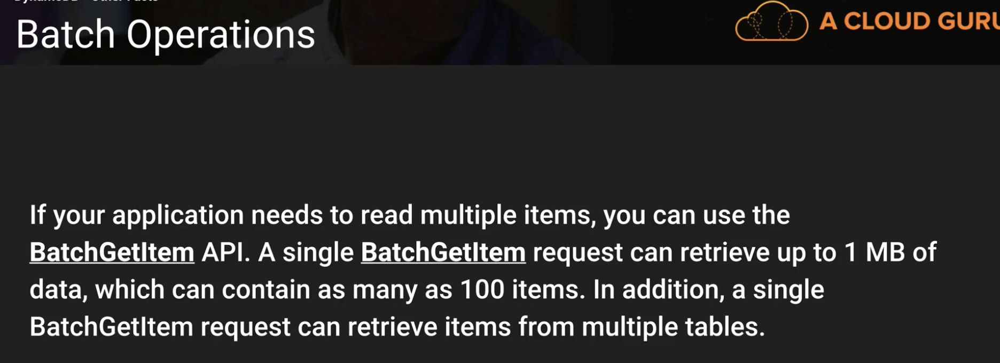 Batch Operations
A CLOUD GURU
If your application needs to read multiple items, you can use the
BatchGetItem API. A single BatchGetItem request can retrieve up to 1 MB of
data, which can contain as many as 100 items. In addition, a single
BatchGetItem request can retrieve items from multiple tables.